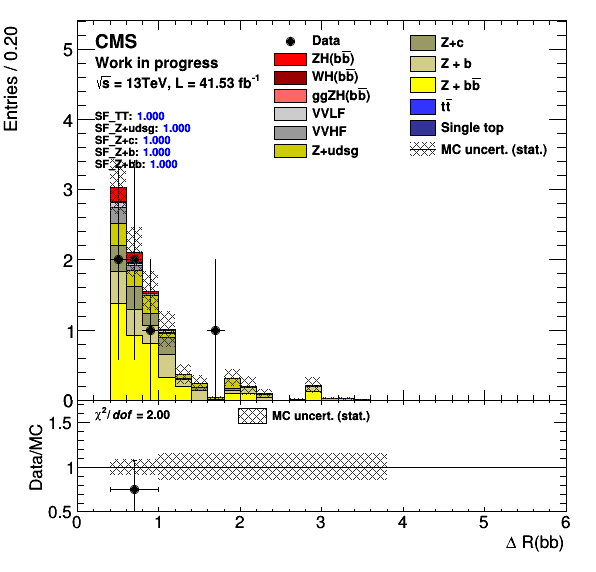 Entries / 0.20
CMS
Work in progress
√s = 13TeV, L = 41.53 fb⁻¹
SF_TT: 1.000
SF_Z+udsg: 1.000
SF_Z+c: 1.000
SF_Z+b: 1.000
SF_Z+bb: 1.000
Data
ZH(bb̅)
WH(bb̅)
ggZH(bb̅)
VVLF
VVHF
Z+udsg
Z+c
Z + b
Z + bb̅
tt̅
Single top
MC uncert. (stat.)
5
4
3
2
1
0
χ²/dof = 2.00
MC uncert. (stat.)
Data/MC
1.5
1
0.5
0 1 2 3 4 5 6
Δ R(bb)